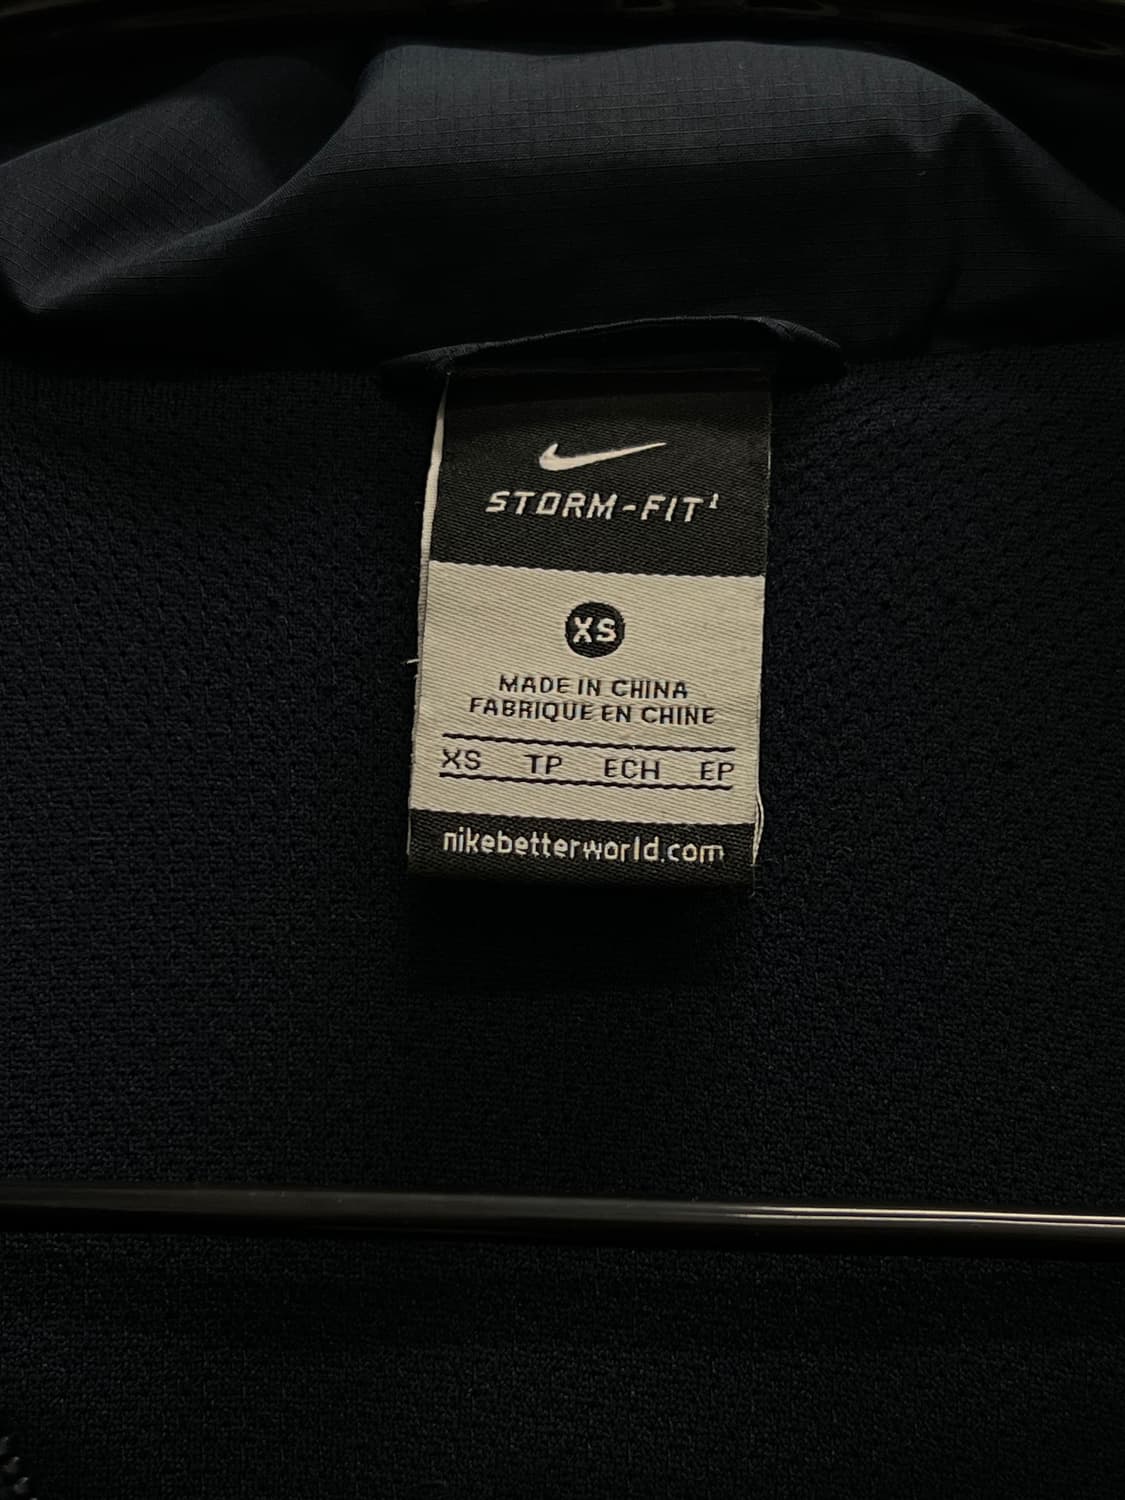 STORM-FIT¹
XS
MADE IN CHINA
FABRIQUE EN CHINE
XS TP ECH EP
nikebetterworld.com